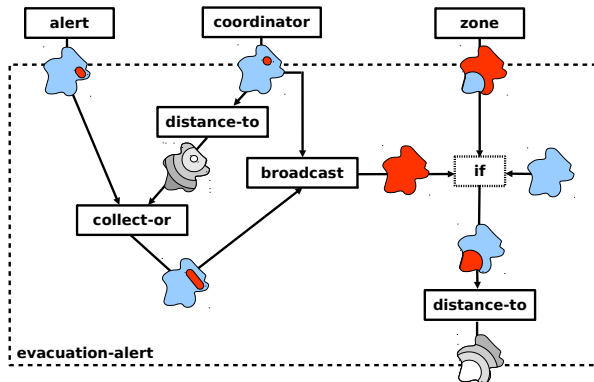 alert
coordinator
zone
distance-to
broadcast
if
collect-or
distance-to
evacuation-alert